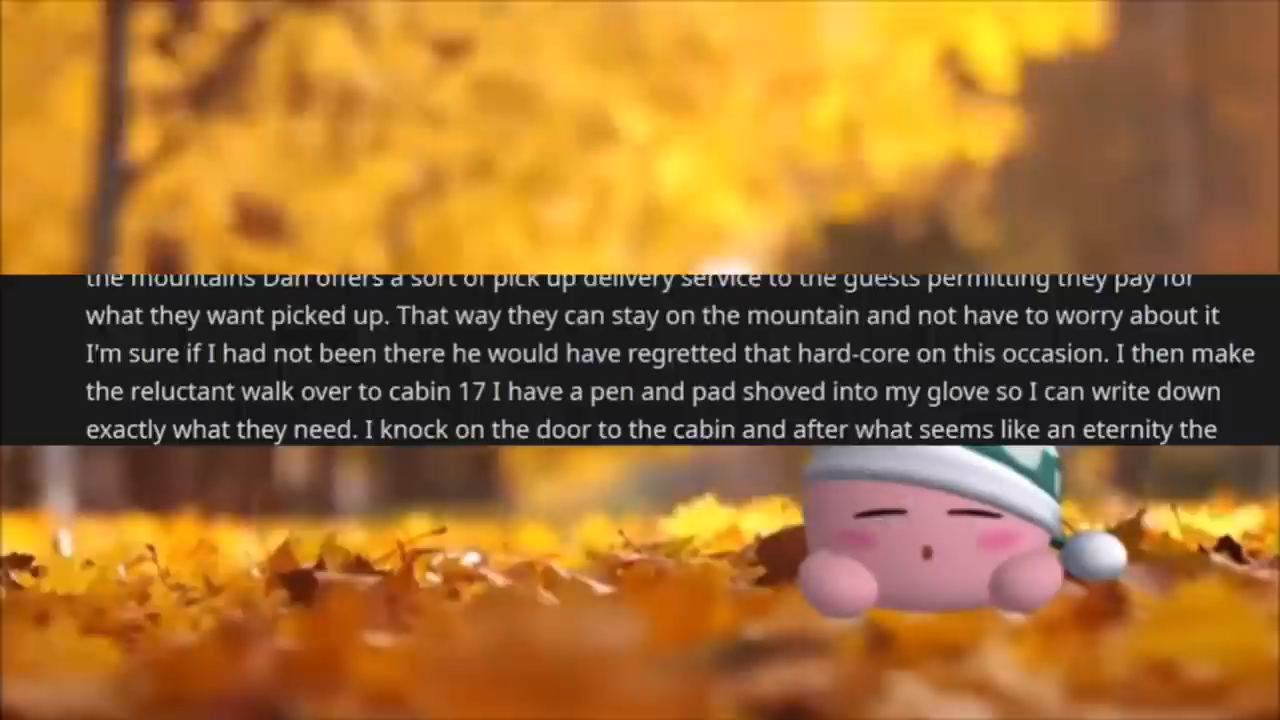 the mountains Dan offers a sort of pick up delivery service to the guests permitting they pay for
what they want picked up. That way they can stay on the mountain and not have to worry about it
I'm sure if I had not been there he would have regretted that hard-core on this occasion. I then make
the reluctant walk over to cabin 17 I have a pen and pad shoved into my glove so I can write down
exactly what they need. I knock on the door to the cabin and after what seems like an eternity the